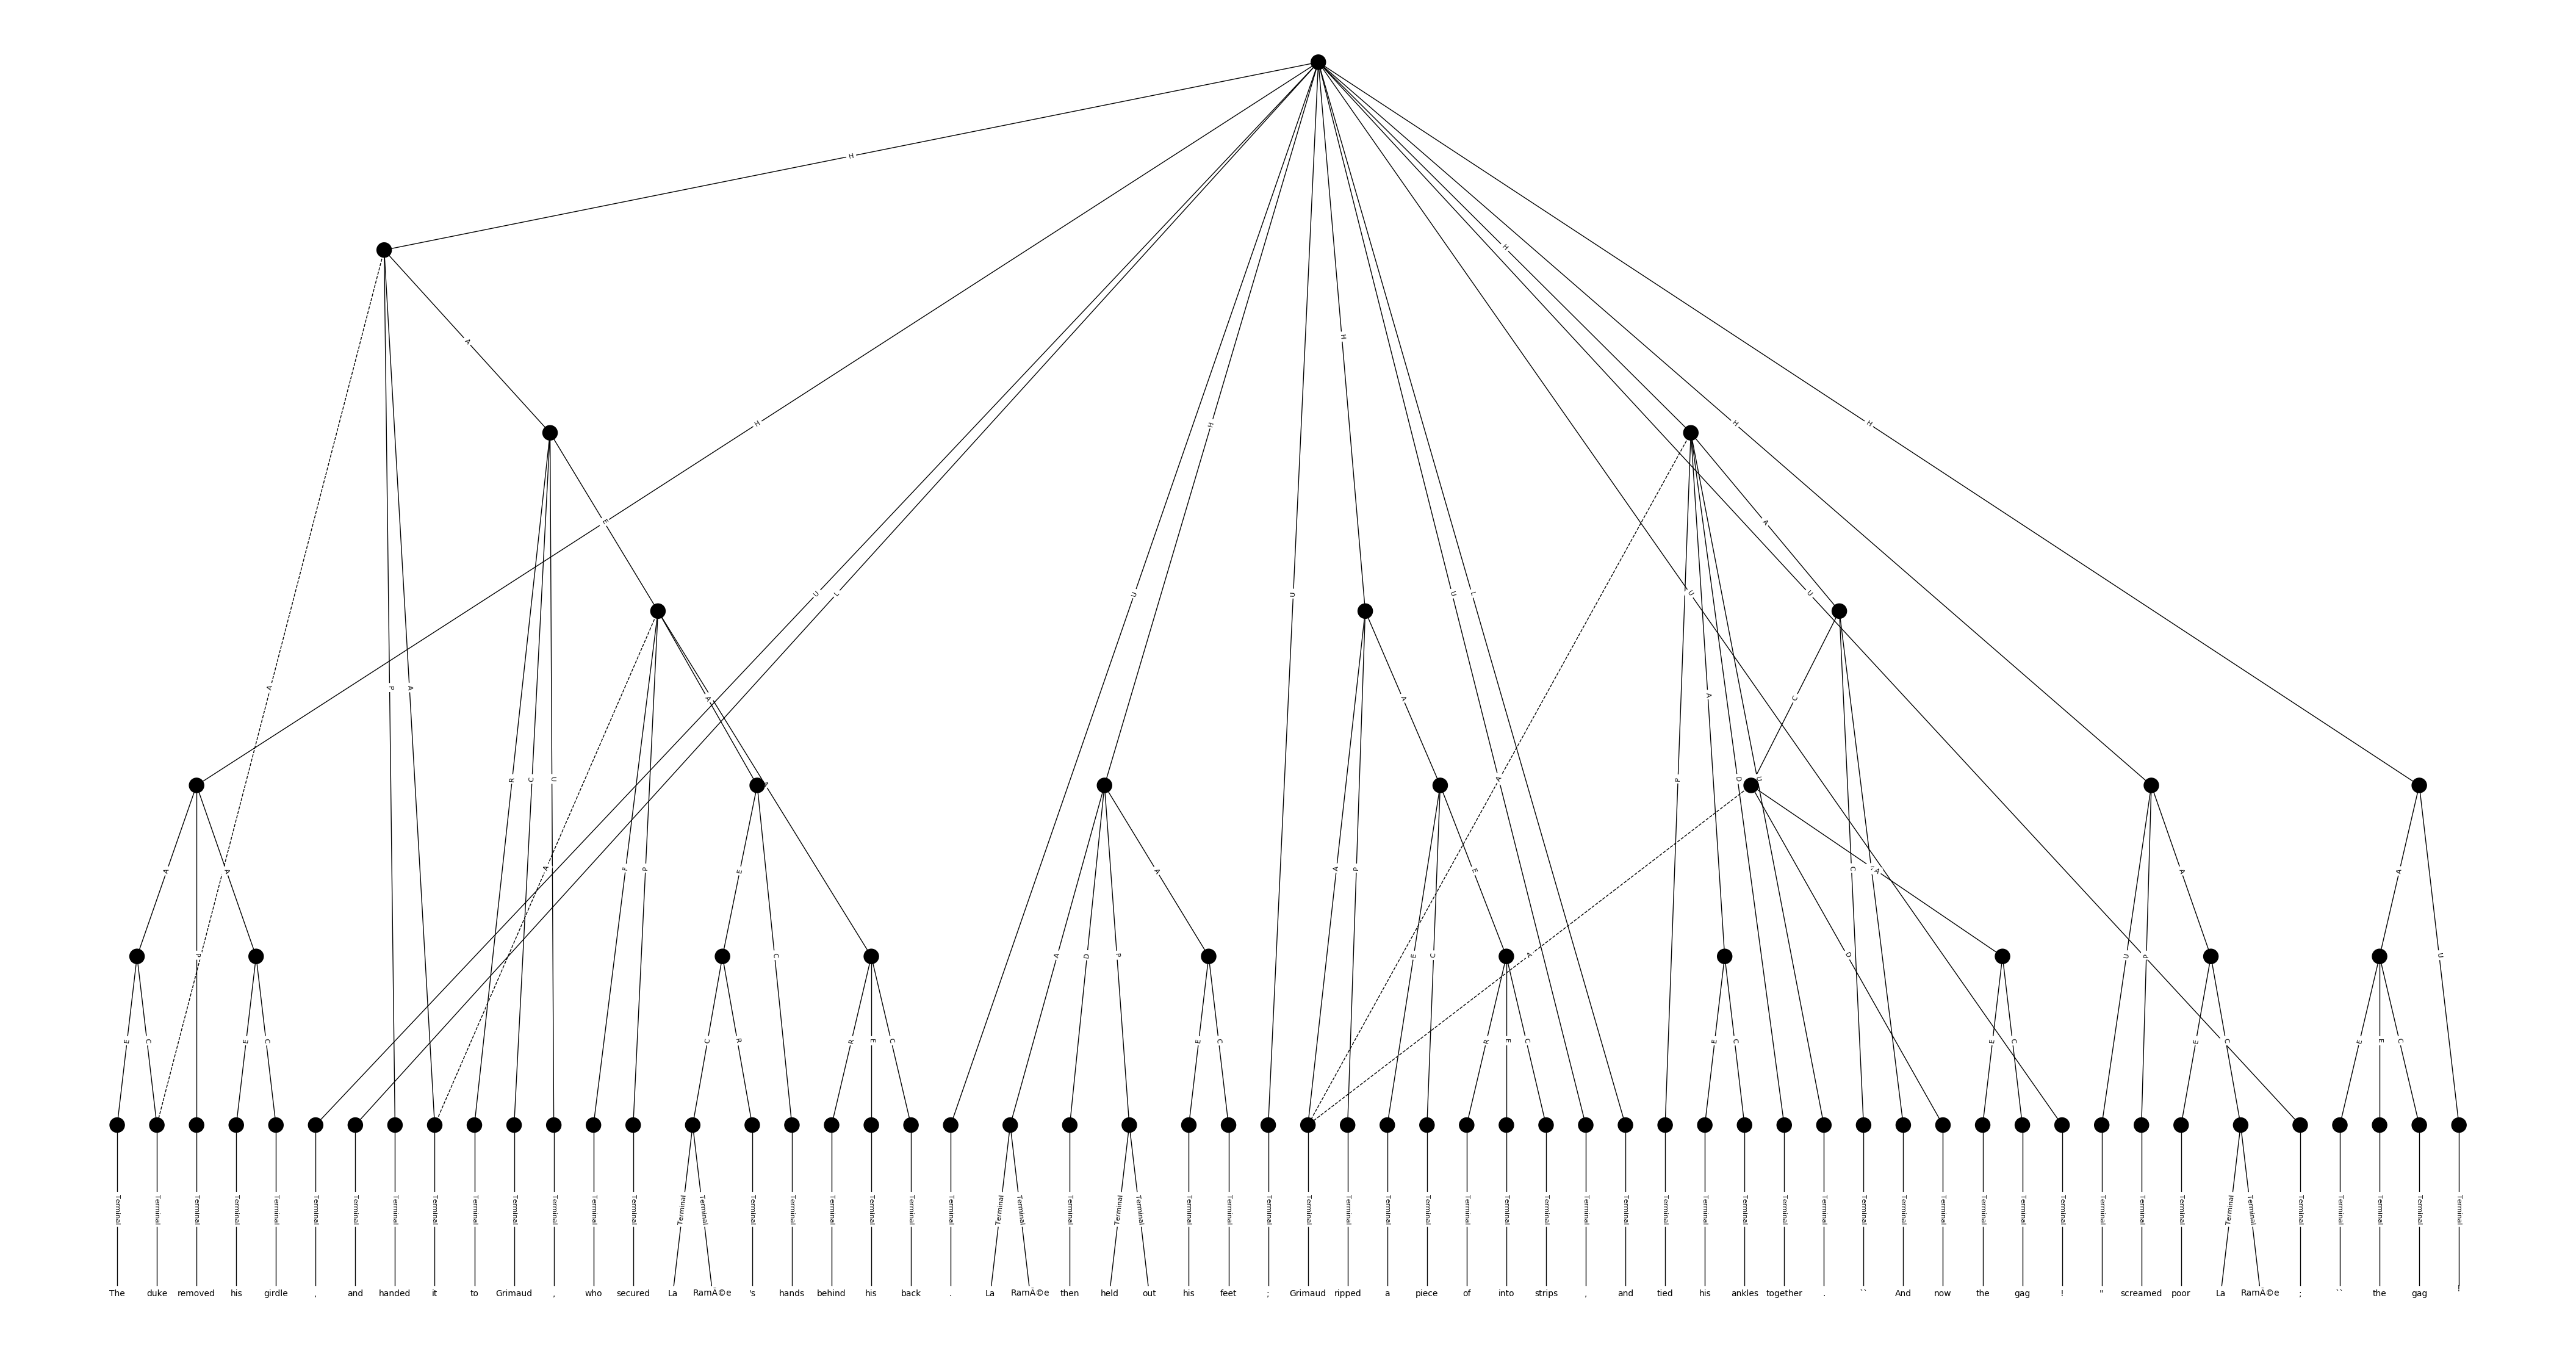 H
A
E
H
H
H
H
H
H
A P A
U L U U U L U U
R C U
A
A
F P
A
A
A P A
E C
A D P A
A P A
E C E
A
P A D U
A
C
C L A
A
D
U P A
A U
E C E C C R R E C E C R E C E C E C E C E E C
Terminal Terminal Terminal Terminal Terminal Terminal Terminal Terminal Terminal Terminal Terminal Terminal Terminal Terminal Terminal Terminal Terminal Terminal Terminal Terminal Terminal Terminal Terminal Terminal Terminal Terminal Terminal Terminal Terminal Terminal Terminal Terminal Terminal Terminal Terminal Terminal Terminal Terminal Terminal Terminal Terminal Terminal Terminal Terminal Terminal Terminal Terminal Terminal Terminal Terminal Terminal Terminal Terminal Terminal Terminal Terminal Terminal Terminal Terminal Terminal
The duke removed his girdle , and handed it to Grimaud , who secured La RamÃ©e 's hands behind his back . La RamÃ©e then held out his feet ; Grimaud ripped a piece of into strips , and tied his ankles together . `` And now the gag ! " screamed poor La RamÃ©e ; `` the gag !